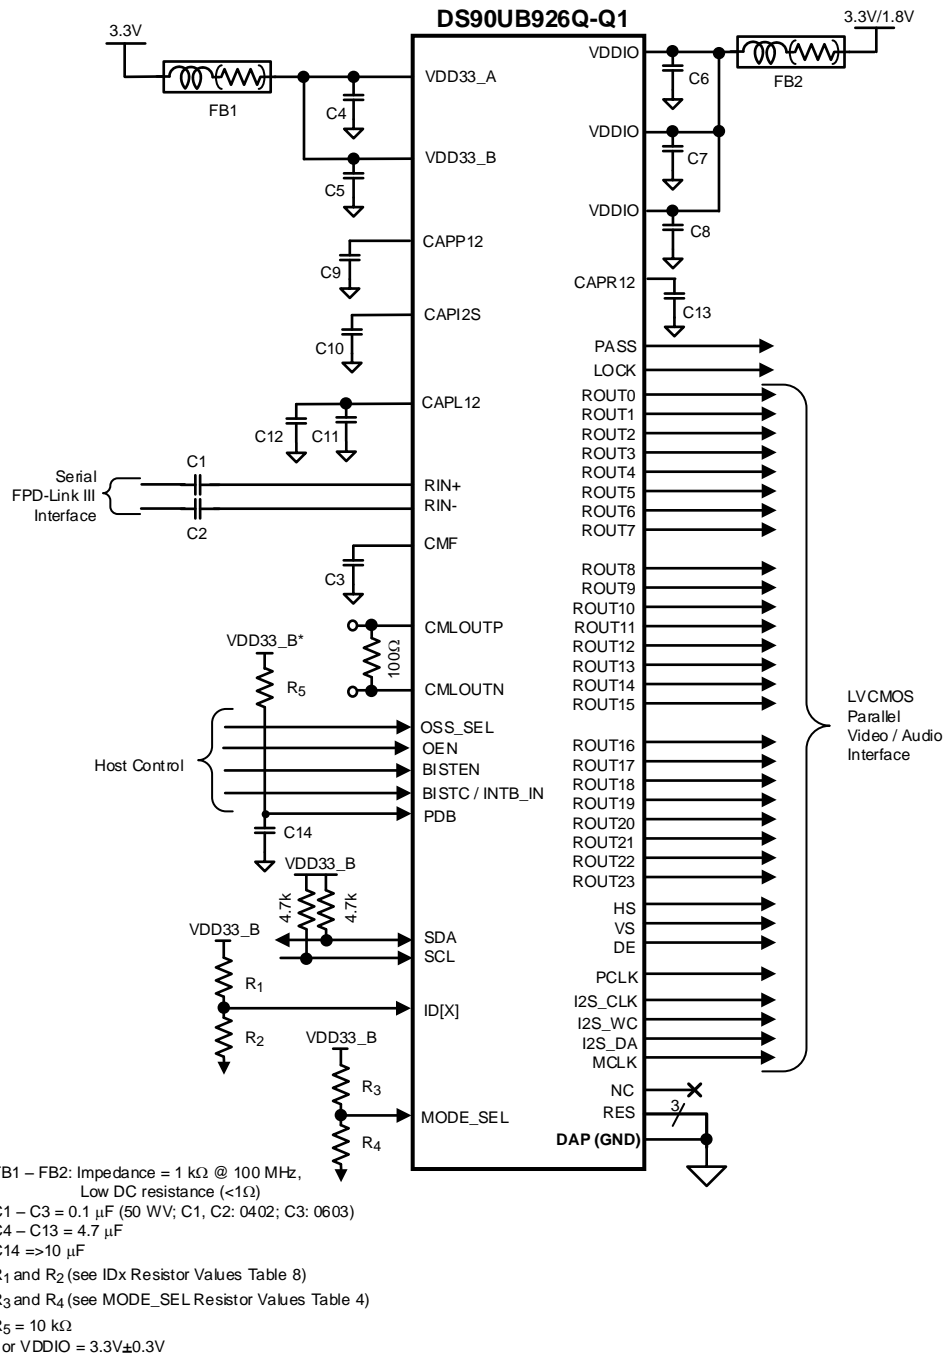 DS90UB926Q-Q1
3.3V
3.3V/1.8V
FB1
FB2
VDD33_A
C4
VDD33_B
C5
CAPP12
C9
CAPI2S
C10
CAPL12
C12
C11
Serial
FPD-Link III
Interface
C1
C2
RIN+
RIN-
CMF
C3
CMLOUTP
100Ω
CMLOUTN
VDD33_B*
R5
Host Control
OSS_SEL
OEN
BISTEN
BISTC / INTB_IN
PDB
C14
VDD33_B
4.7k
4.7k
SDA
SCL
VDD33_B
R1
R2
ID[X]
VDD33_B
R3
R4
MODE_SEL
VDDIO
C6
VDDIO
C7
VDDIO
C8
CAPR12
C13
PASS
LOCK
ROUT0
ROUT1
ROUT2
ROUT3
ROUT4
ROUT5
ROUT6
ROUT7
ROUT8
ROUT9
ROUT10
ROUT11
ROUT12
ROUT13
ROUT14
ROUT15
ROUT16
ROUT17
ROUT18
ROUT19
ROUT20
ROUT21
ROUT22
ROUT23
HS
VS
DE
PCLK
I2S_CLK
I2S_WC
I2S_DA
MCLK
LVCMOS
Parallel
Video / Audio
Interface
NC
RES
3
DAP (GND)
FB1 – FB2: Impedance = 1 kΩ @ 100 MHz,
Low DC resistance (<1Ω)
C1 – C3 = 0.1 µF (50 WV; C1, C2: 0402; C3: 0603)
C4 – C13 = 4.7 µF
C14 =>10 µF
R1 and R2 (see IDx Resistor Values Table 8)
R3 and R4 (see MODE_SEL Resistor Values Table 4)
R5 = 10 kΩ
or VDDIO = 3.3V±0.3V